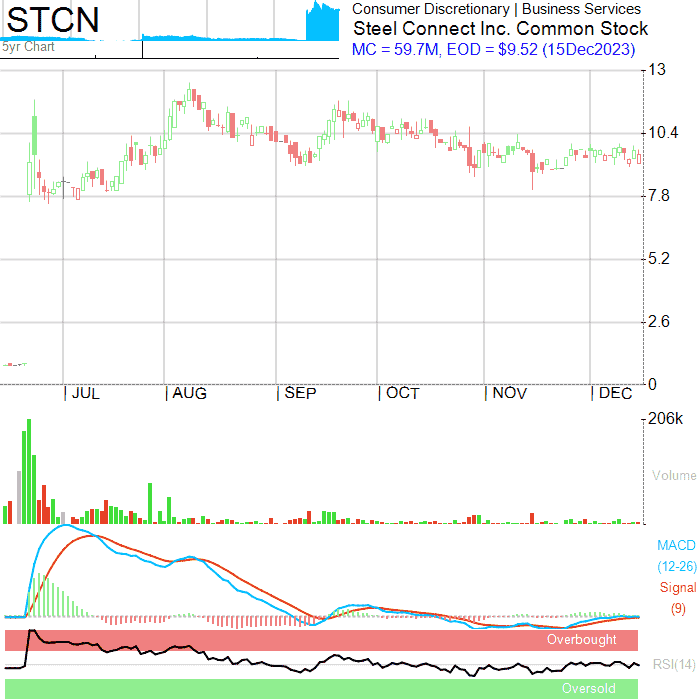 STCN
5yr Chart
Consumer Discretionary | Business Services
Steel Connect Inc. Common Stock
MC = 59.7M, EOD = $9.52 (15Dec2023)
13
10.4
7.8
5.2
2.6
0
| JUL | AUG | SEP | OCT | NOV | DEC
206k
Volume
MACD
(12-26)
Signal
(9)
Overbought
RSI(14)
Oversold